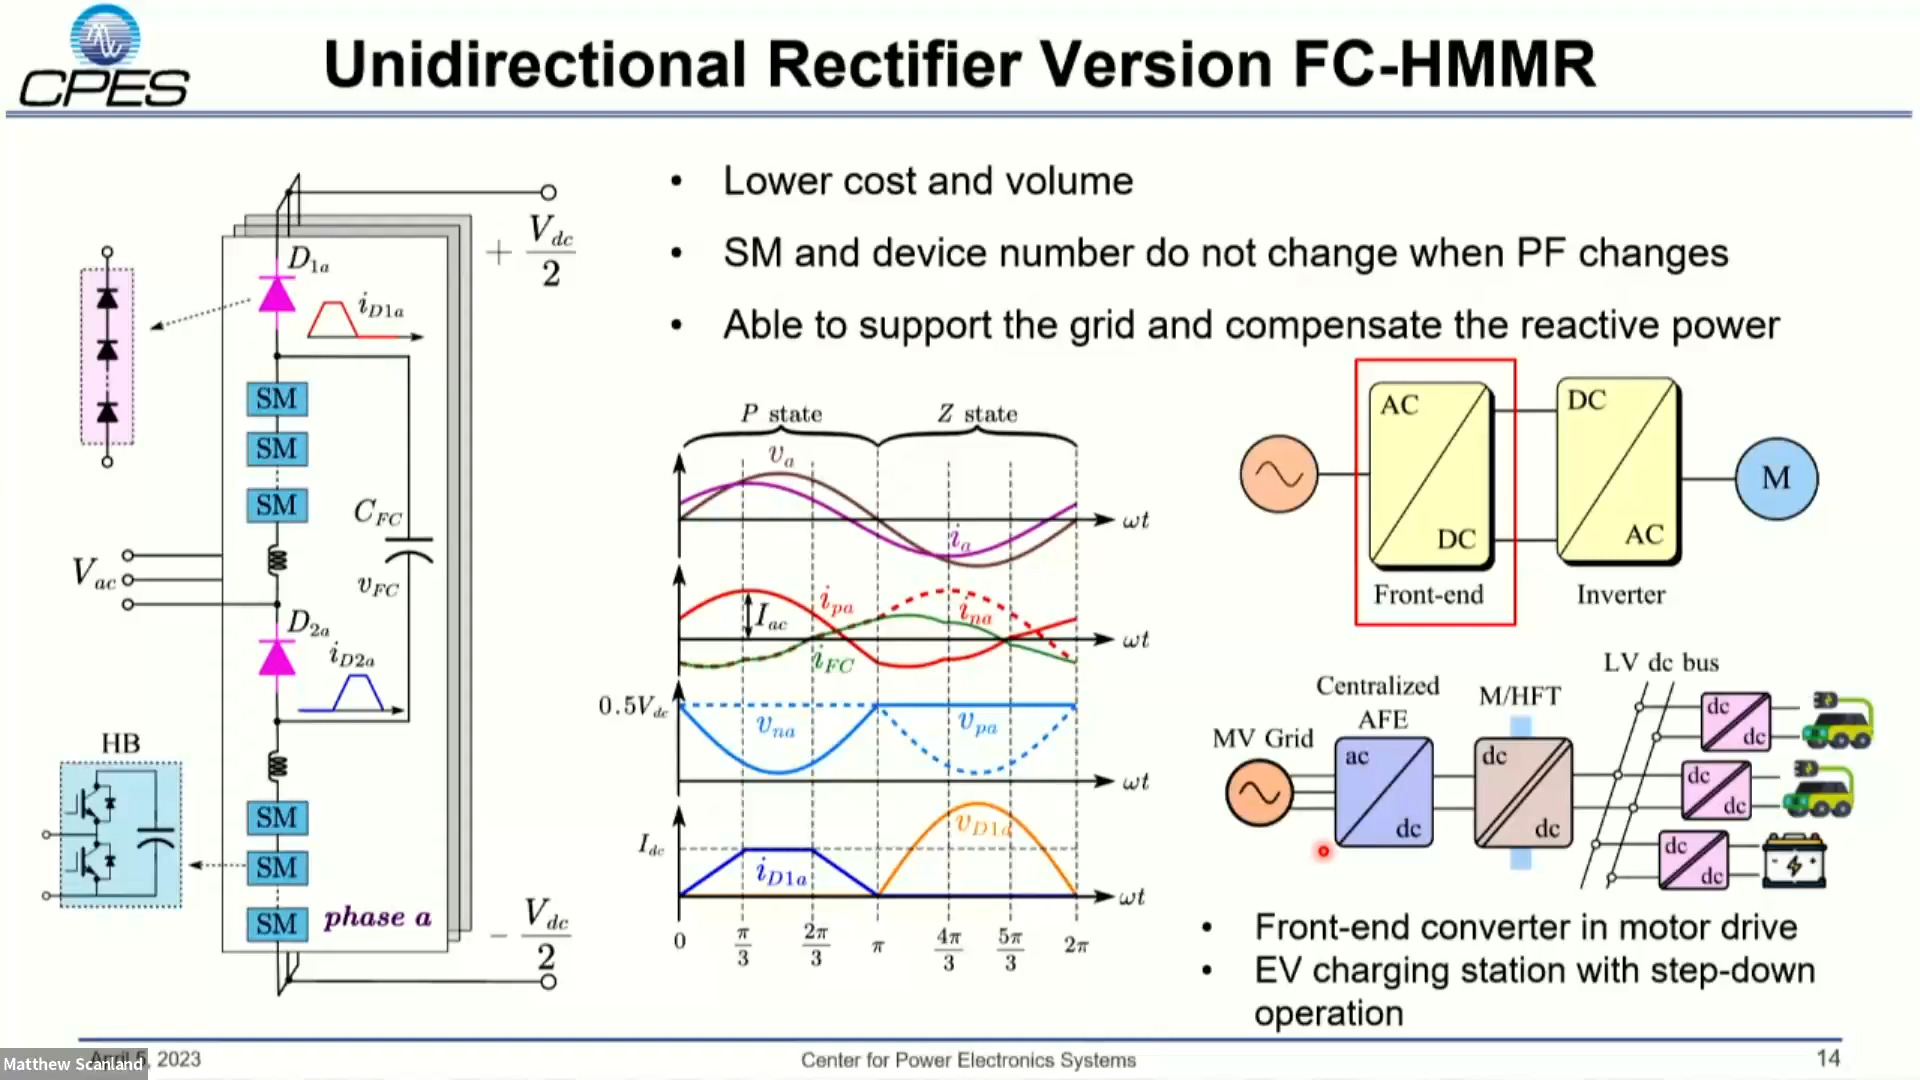 CPES
Unidirectional Rectifier Version FC-HMMR
• Lower cost and volume
• SM and device number do not change when PF changes
• Able to support the grid and compensate the reactive power
D1a
iD1a
+ Vdc/2
SM
SM
SM
CFC
vFC
Vac
D2a
iD2a
HB
SM
SM
SM
phase a
- Vdc/2
P state
Z state
va
ia
ωt
ipa
Iac
ina
iFC
ωt
0.5Vdc
vna
vpa
ωt
Idc
iD1a
vD1a
ωt
0
π/3
2π/3
π
4π/3
5π/3
2π
AC
DC
Front-end
DC
AC
Inverter
M
LV dc bus
Centralized
AFE
M/HFT
MV Grid
ac
dc
dc
dc
dc
dc
dc
dc
dc
dc
• Front-end converter in motor drive
• EV charging station with step-down
operation
5, 2023
Matthew Scanland
Center for Power Electronics Systems
14